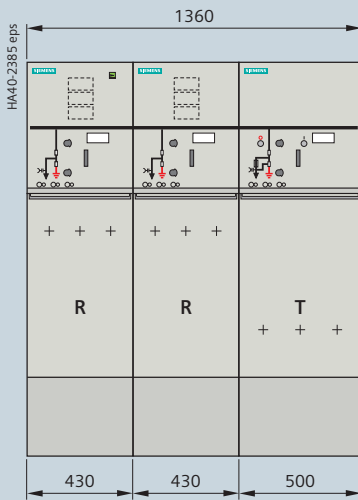 1360
HA40-2385 eps
SIEMENS SIEMENS SIEMENS
R R T
430 430 500